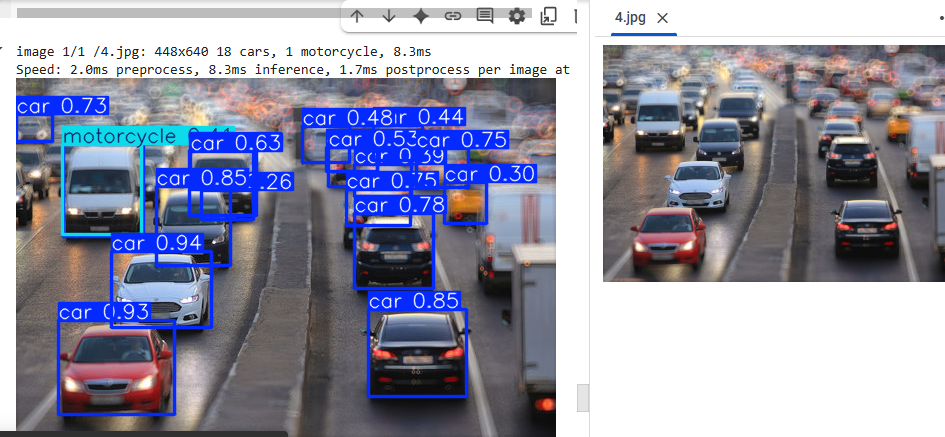 image 1/1 /4.jpg: 448x640 18 cars, 1 motorcycle, 8.3ms
Speed: 2.0ms preprocess, 8.3ms inference, 1.7ms postprocess per image at
4.jpg
car 0.73
motorcycle
car 0.63
car 0.48
0.44
car 0.53
car 0.75
0.39
car 0.85
.26
car 0.75
car 0.30
car 0.78
car 0.94
car 0.93
car 0.85